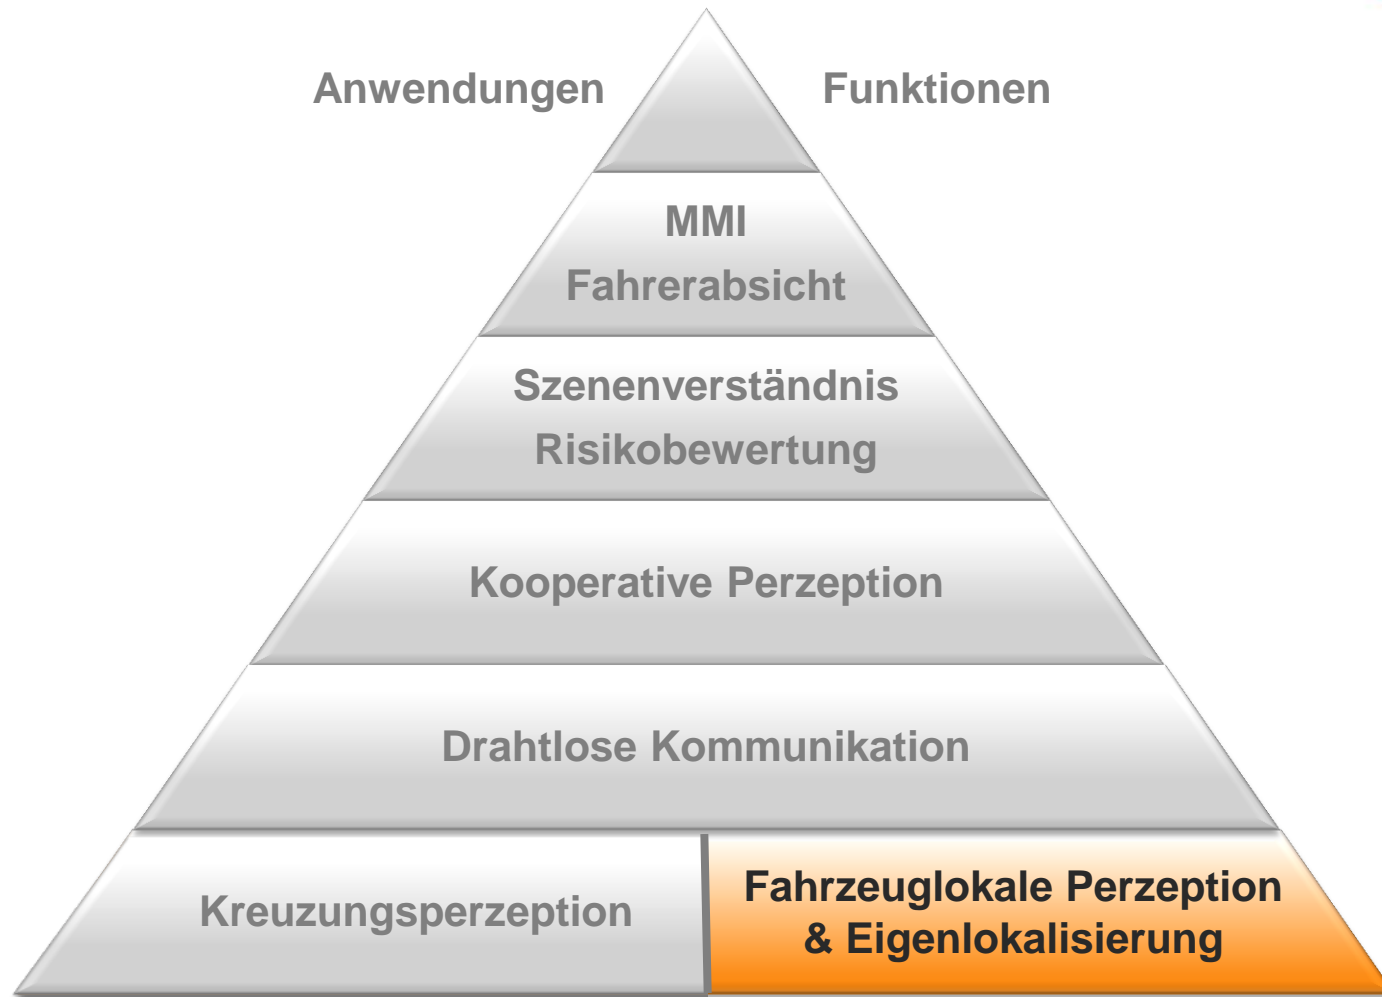 Anwendungen
Funktionen
MMI
Fahrerabsicht
Szenenverständnis
Risikobewertung
Kooperative Perzeption
Drahtlose Kommunikation
Kreuzungsperzeption
Fahrzeuglokale Perzeption
& Eigenlokalisierung